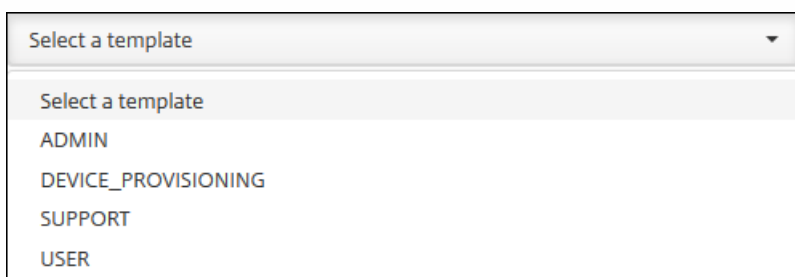 Select a template
Select a template
ADMIN
DEVICE_PROVISIONING
SUPPORT
USER